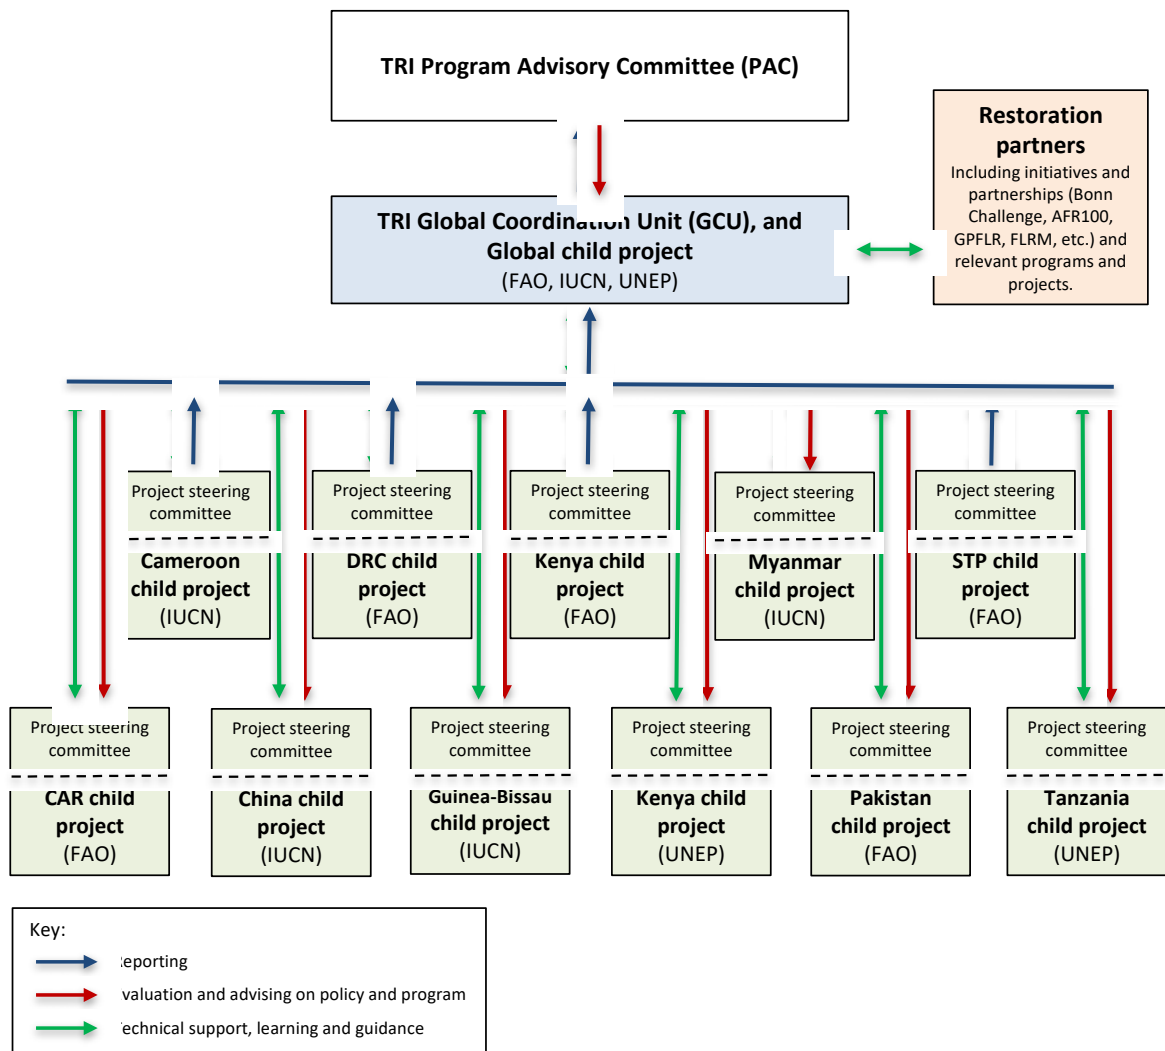 TRI Program Advisory Committee (PAC)
Restoration
partners
Including initiatives and
partnerships (Bonn
Challenge, AFR100,
GPFLR, FLRM, etc.) and
relevant programs and
projects.
TRI Global Coordination Unit (GCU), and
Global child project
(FAO, IUCN, UNEP)
Project steering
committee
Cameroon
child project
(IUCN)
Project steering
committee
DRC child
project
(FAO)
Project steering
committee
Kenya child
project
(FAO)
Project steering
committee
Myanmar
child project
(IUCN)
Project steering
committee
STP child
project
(FAO)
Project steering
committee
CAR child
project
(FAO)
Project steering
committee
China child
project
(IUCN)
Project steering
committee
Guinea-Bissau
child project
(IUCN)
Project steering
committee
Kenya child
project
(UNEP)
Project steering
committee
Pakistan
child project
(FAO)
Project steering
committee
Tanzania
child project
(UNEP)
Key:
Reporting
Evaluation and advising on policy and program
Technical support, learning and guidance